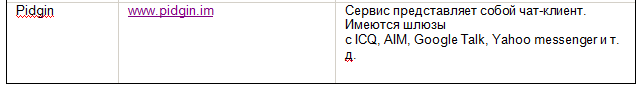 Pidgin www.pidgin.im Сервис представляет собой чат-клиент.
Имеются шлюзы
с ICQ, AIM, Google Talk, Yahoo messenger и т.
д.